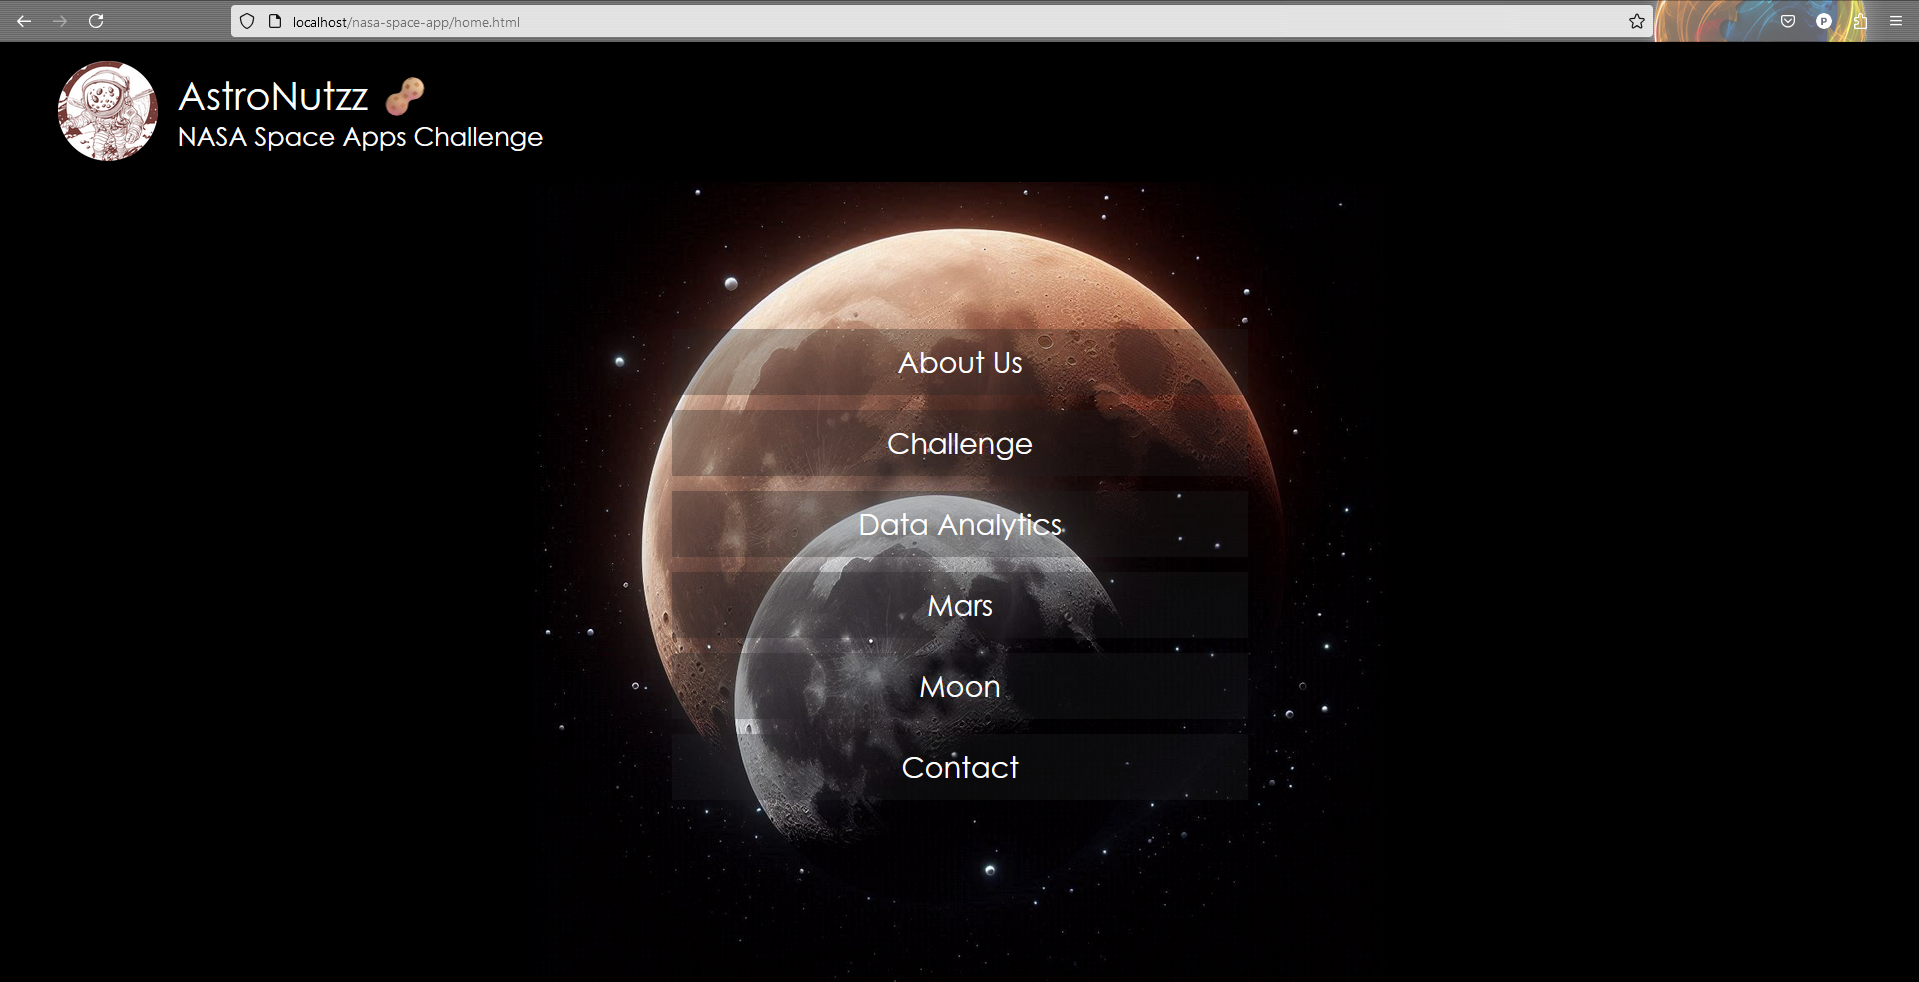 localhost/nasa-space-app/home.html
P
AstroNutzz 🥜
NASA Space Apps Challenge
About Us
Challenge
Data Analytics
Mars
Moon
Contact